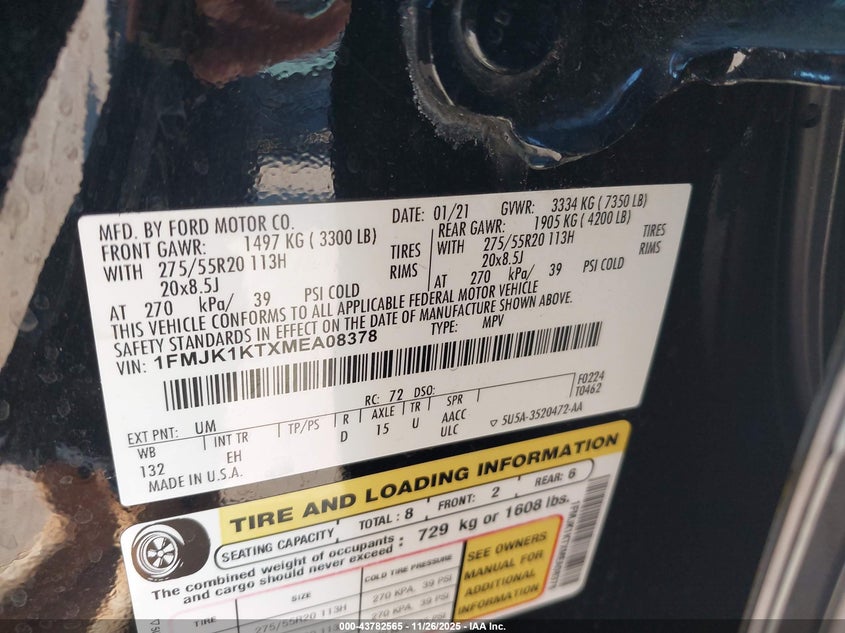 MFD. BY FORD MOTOR CO.
DATE: 01/21 GVWR: 3334 KG ( 7350 LB)
FRONT GAWR: 1497 KG ( 3300 LB) REAR GAWR: 1905 KG ( 4200 LB)
WITH 275/55R20 113H TIRES WITH 275/55R20 113H TIRES
20x8.5J RIMS 20x8.5J RIMS
AT 270 kPa/ 39 PSI COLD AT 270 kPa/ 39 PSI COLD
THIS VEHICLE CONFORMS TO ALL APPLICABLE FEDERAL MOTOR VEHICLE
SAFETY STANDARDS IN EFFECT ON THE DATE OF MANUFACTURE SHOWN ABOVE.
VIN: 1FMJK1KTXMEA08378 TYPE: MPV
EXT PNT: UM RC: 72 DSO: F0224
WB INT TR TP/PS R AXLE TR SPR T0462
132 EH D 15 U AACC
ULC ▽ 5U5A-3520472-AA
MADE IN U.S.A.
TIRE AND LOADING INFORMATION
SEATING CAPACITY TOTAL : 8 FRONT: 2 REAR: 6
The combined weight of occupants and cargo should never exceed : 729 kg or 1608 lbs.
TIRE SIZE COLD TIRE PRESSURE
275/55R20 113H 270 KPA, 39 PSI
SEE OWNERS
MANUAL FOR
ADDITIONAL
INFORMATION
000-43782565 - 11/26/2025 - IAA Inc.